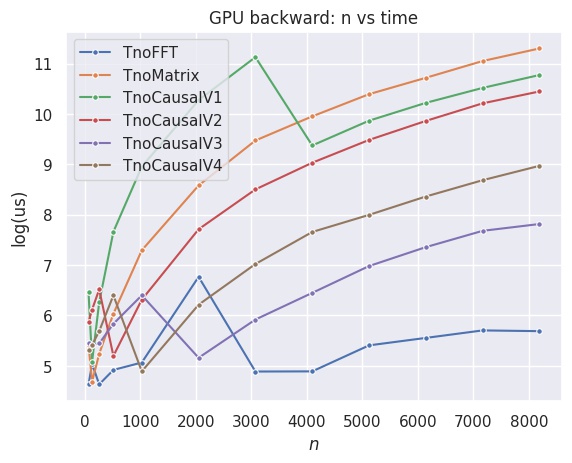 GPU backward: n vs time
log(us)
11
10
9
8
7
6
5
TnoFFT
TnoMatrix
TnoCausalV1
TnoCausalV2
TnoCausalV3
TnoCausalV4
0 1000 2000 3000 4000 5000 6000 7000 8000
n